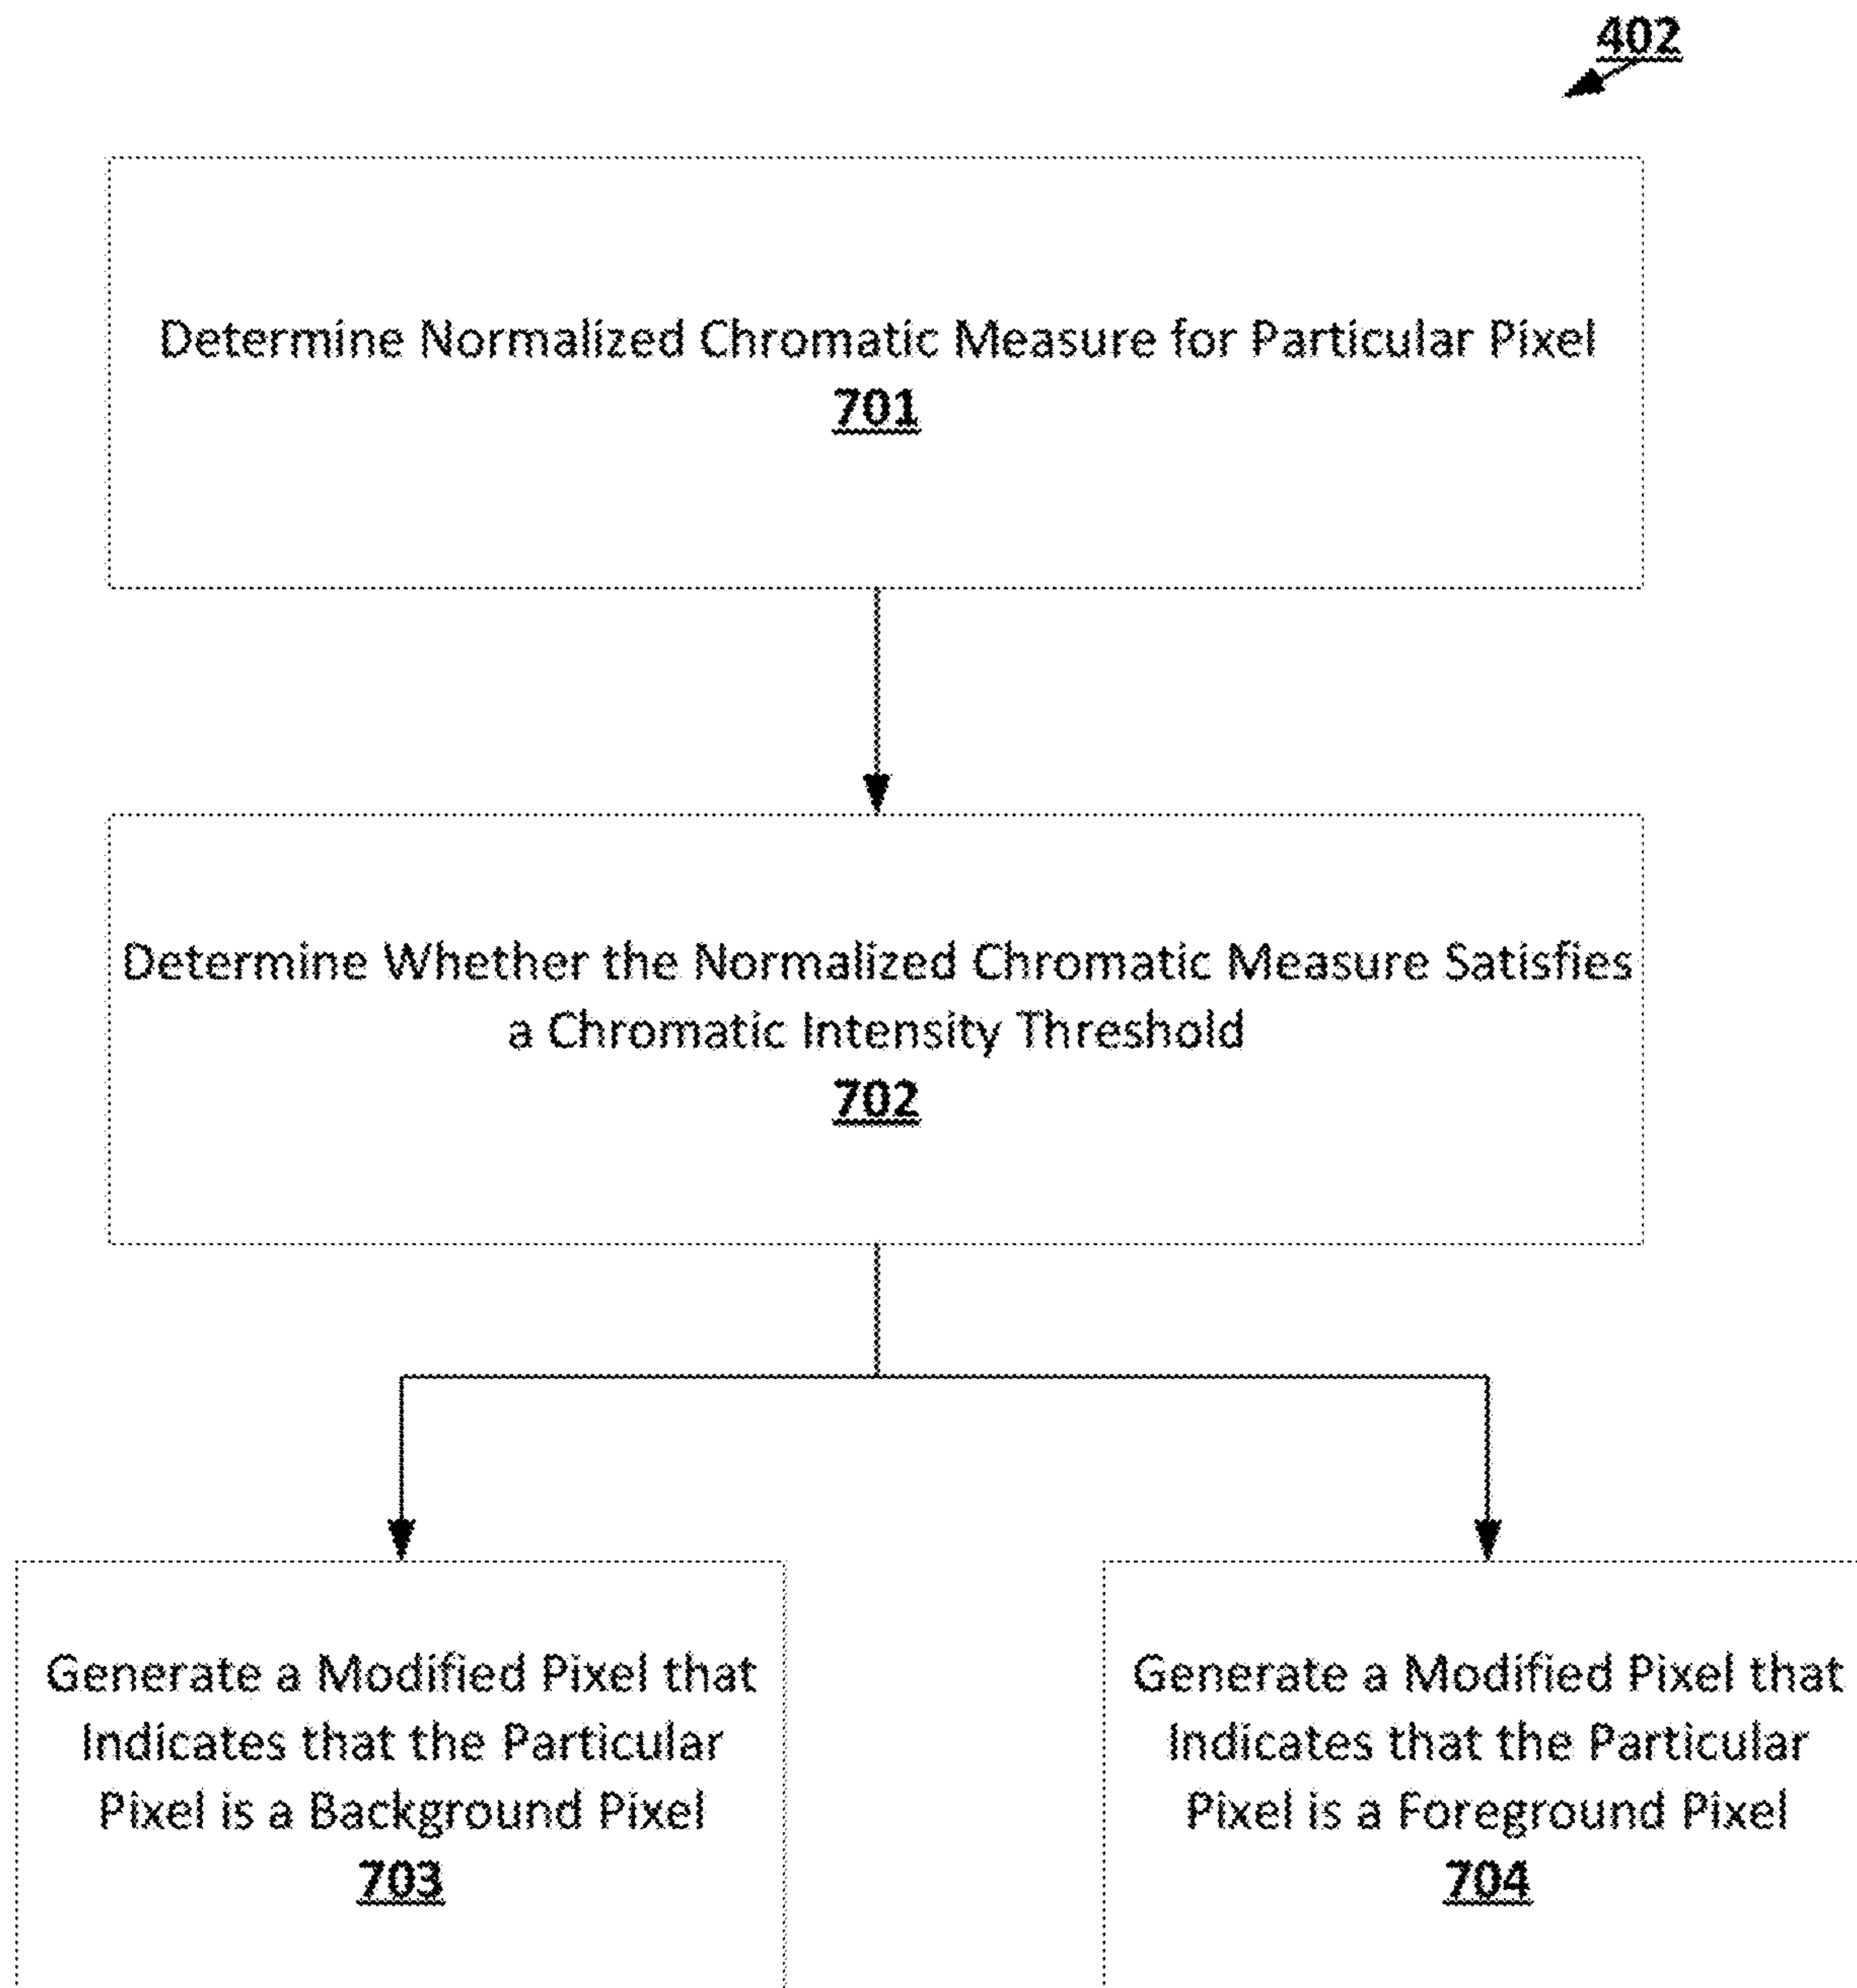 402
Determine Normalized Chromatic Measure for Particular Pixel
701
Determine Whether the Normalized Chromatic Measure Satisfies
a Chromatic Intensity Threshold
702
Generate a Modified Pixel that
Indicates that the Particular
Pixel is a Background Pixel
703
Generate a Modified Pixel that
Indicates that the Particular
Pixel is a Foreground Pixel
704